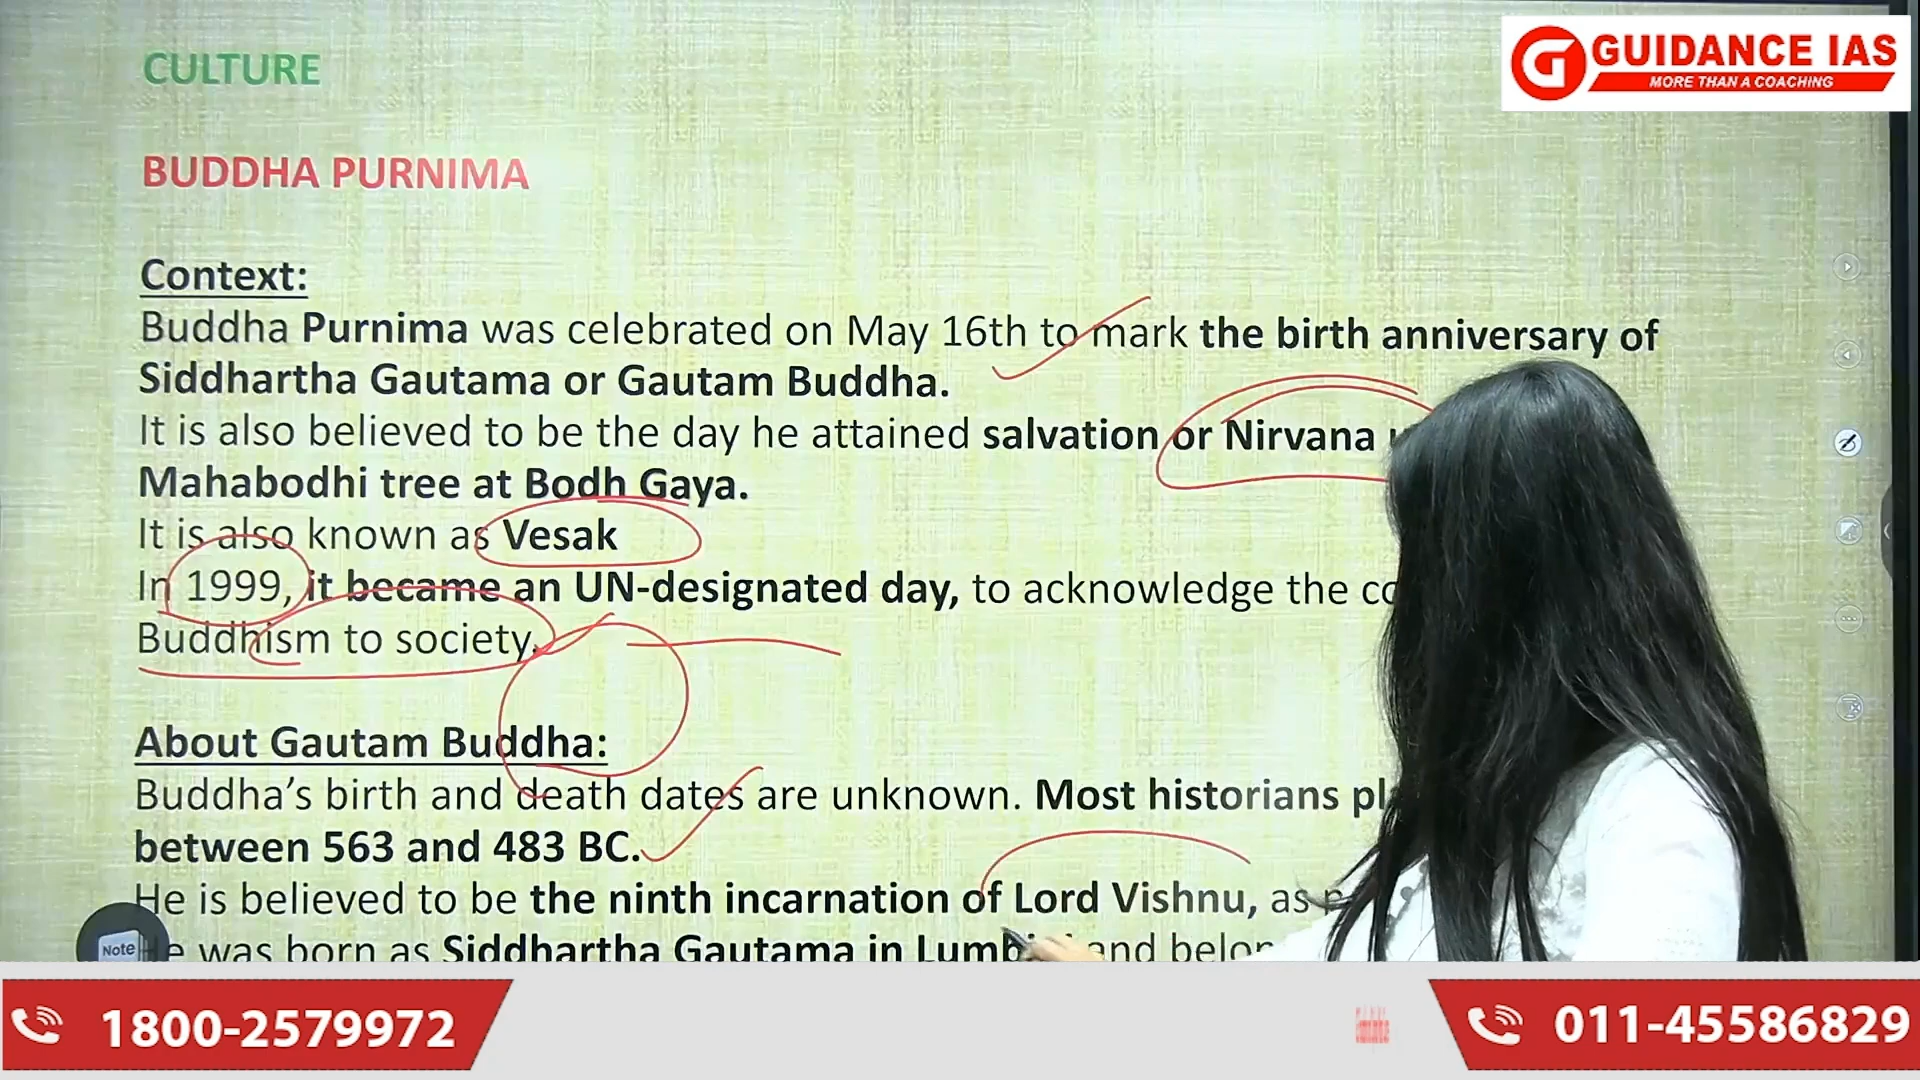 CULTURE
GUIDANCE IAS
MORE THAN A COACHING
BUDDHA PURNIMA
Context:
Buddha Purnima was celebrated on May 16th to mark the birth anniversary of
Siddhartha Gautama or Gautam Buddha.
It is also believed to be the day he attained salvation or Nirvana
Mahabodhi tree at Bodh Gaya.
It is also known as Vesak
In 1999, it became an UN-designated day, to acknowledge the
Buddhism to society.
About Gautam Buddha:
Buddha's birth and death dates are unknown. Most historians
between 563 and 483 BC.
He is believed to be the ninth incarnation of Lord Vishnu, as
was born as Siddhartha Gautama in and
Note
1800-2579972
011-45586829